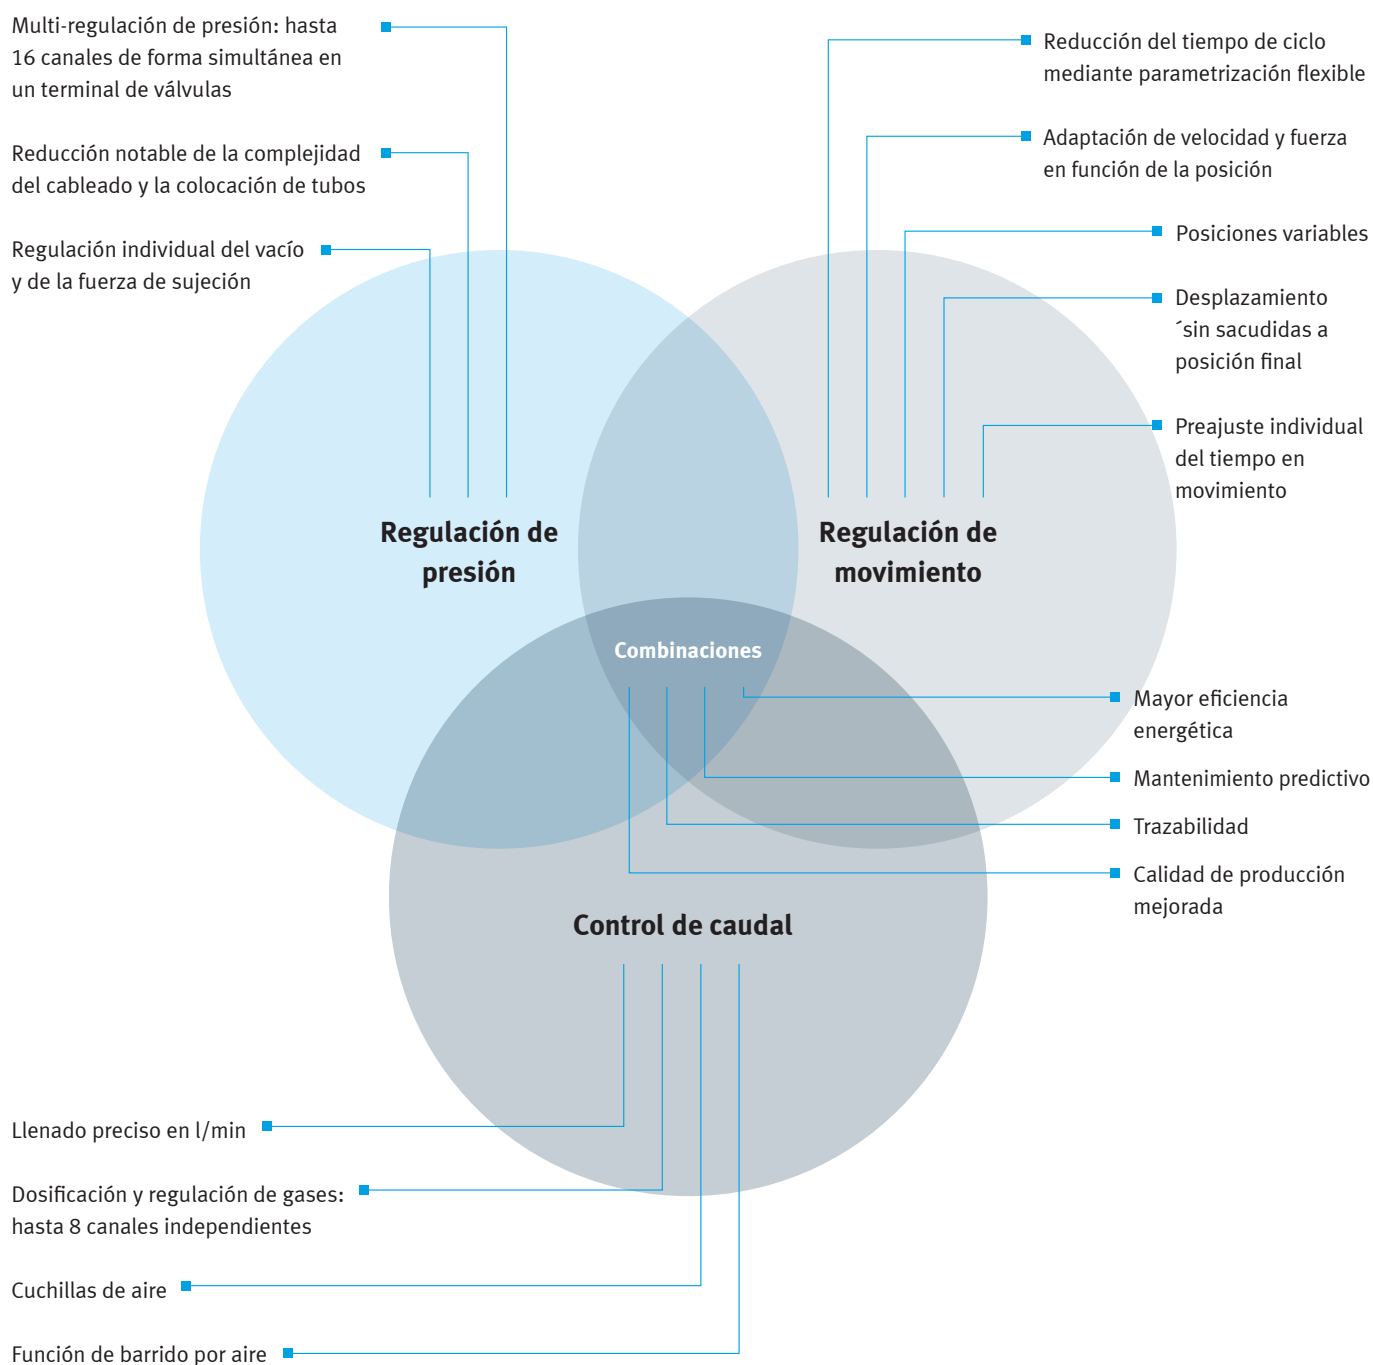 Multi-regulación de presión: hasta
16 canales de forma simultánea en
un terminal de válvulas
Reducción notable de la complejidad
del cableado y la colocación de tubos
Regulación individual del vacío
y de la fuerza de sujeción
Reducción del tiempo de ciclo
mediante parametrización flexible
Adaptación de velocidad y fuerza
en función de la posición
Posiciones variables
Desplazamiento
´sin sacudidas a
posición final
Preajuste individual
del tiempo en
movimiento
Regulación de
presión
Regulación de
movimiento
Combinaciones
Mayor eficiencia
energética
Mantenimiento predictivo
Trazabilidad
Calidad de producción
mejorada
Control de caudal
Llenado preciso en l/min
Dosificación y regulación de gases:
hasta 8 canales independientes
Cuchillas de aire
Función de barrido por aire